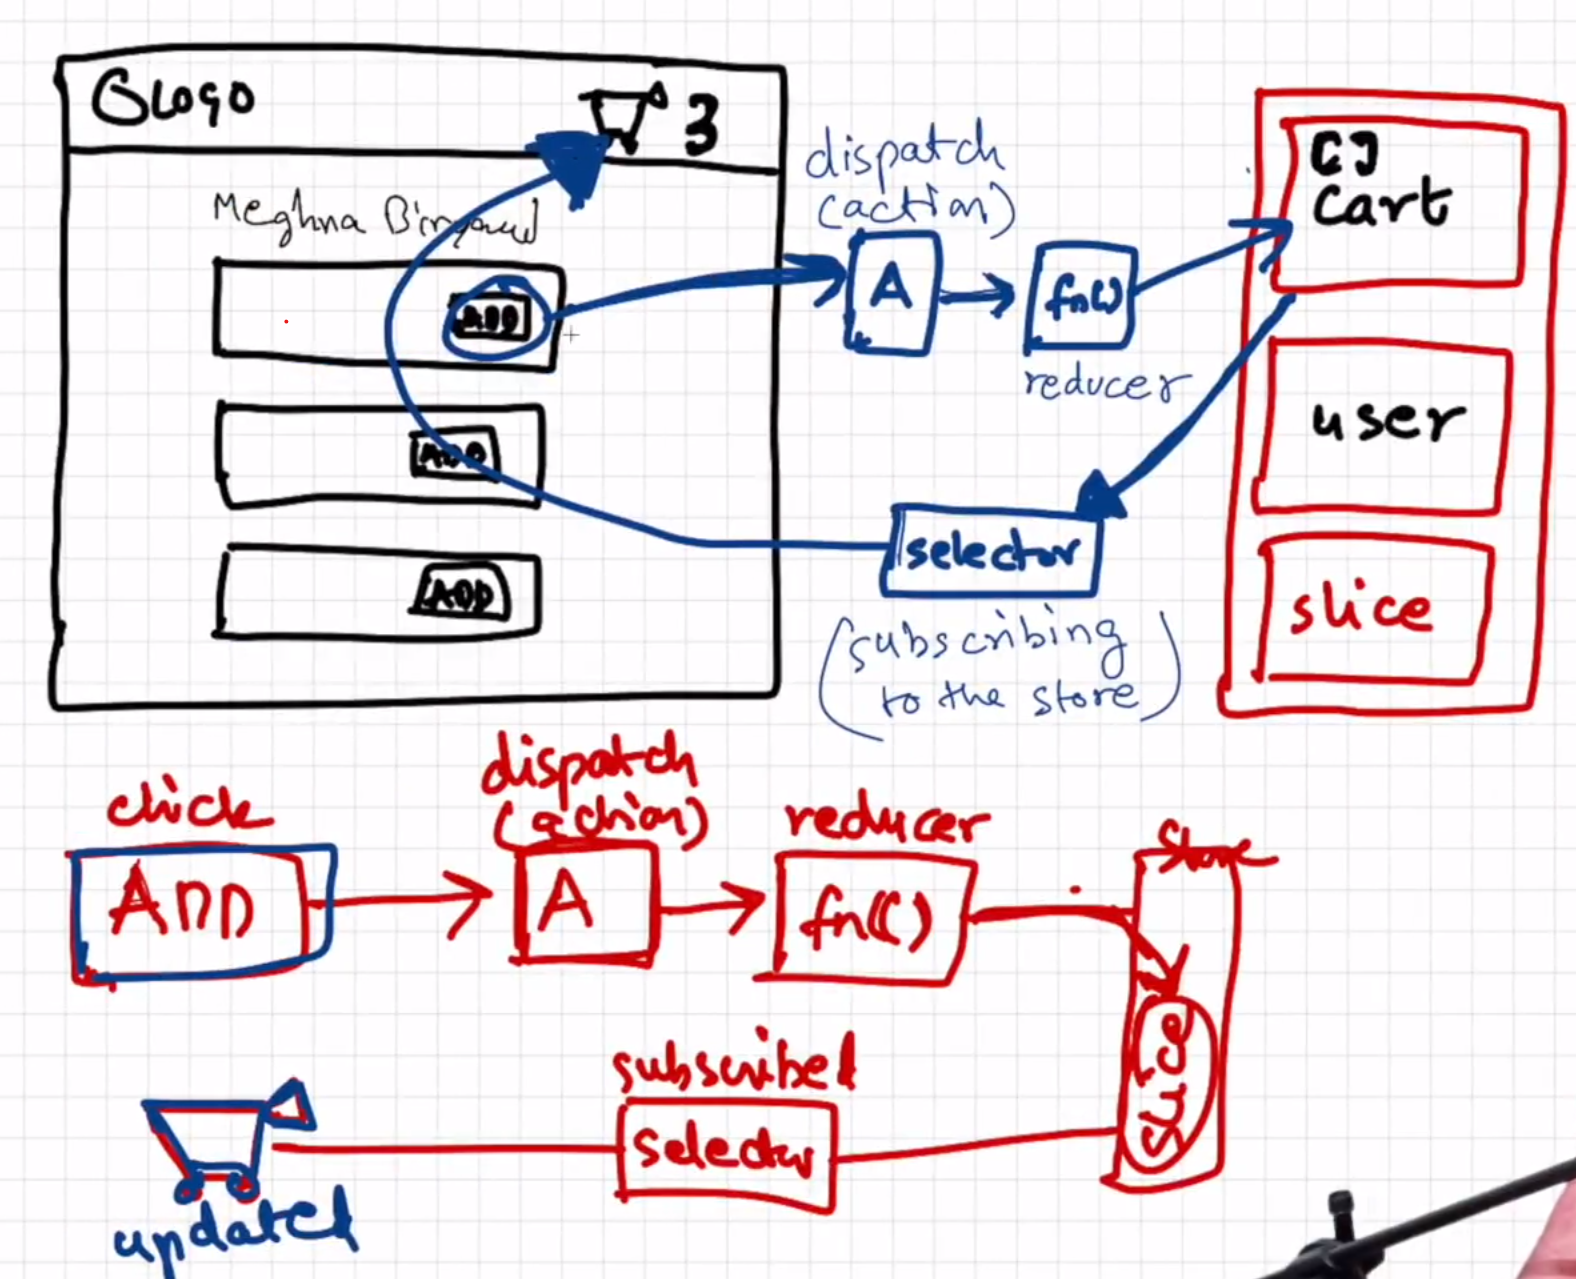 Logo
3
Meghna Biryani
ADD
ADD
ADD
dispatch
(action)
A
fn()
reducer
selector
(subscribing
to the store)
[]
Cart
user
slice
click
ADD
dispatch
(action)
A
reducer
fn()
Store
slice
subscribed
selector
updated